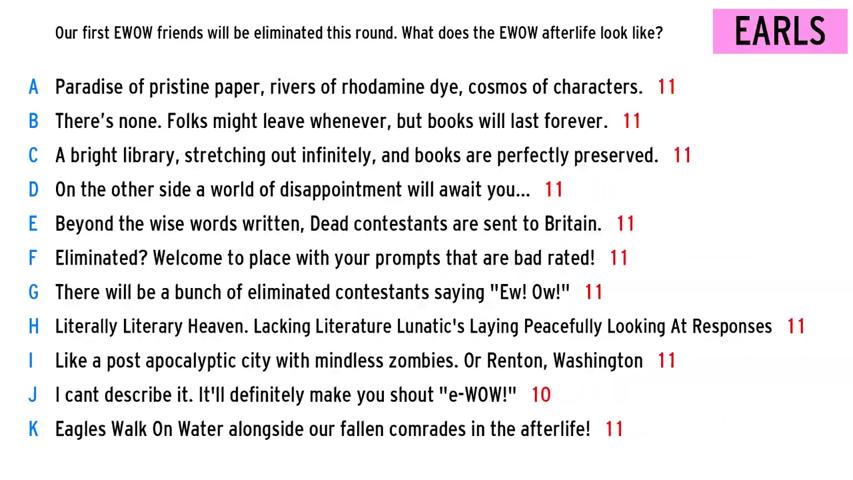 Our first EWOW friends will be eliminated this round. What does the EWOW afterlife look like?
EARLS
A Paradise of pristine paper, rivers of rhodamine dye, cosmos of characters. 11
B There's none. Folks might leave whenever, but books will last forever. 11
C A bright library, stretching out infinitely, and books are perfectly preserved. 11
D On the other side a world of disappointment will await you... 11
E Beyond the wise words written, Dead contestants are sent to Britain. 11
F Eliminated? Welcome to place with your prompts that are bad rated! 11
G There will be a bunch of eliminated contestants saying "Ew! Ow!" 11
H Literally Literary Heaven. Lacking Literature Lunatic's Laying Peacefully Looking At Responses 11
I Like a post apocalyptic city with mindless zombies. Or Renton, Washington 11
J I cant describe it. It'll definitely make you shout "e-WOW!" 10
K Eagles Walk On Water alongside our fallen comrades in the afterlife! 11